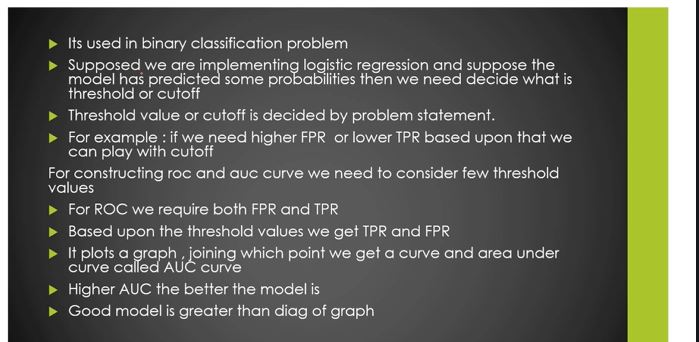 Its used in binary classification problem
Supposed we are implementing logistic regression and suppose the
model has predicted some probabilities then we need decide what is
threshold or cutoff
Threshold value or cutoff is decided by problem statement.
For example : if we need higher FPR or lower TPR based upon that we
can play with cutoff
For constructing roc and auc curve we need to consider few threshold
values
For ROC we require both FPR and TPR
Based upon the threshold values we get TPR and FPR
It plots a graph , joining which point we get a curve and area under
curve called AUC curve
Higher AUC the better the model is
Good model is greater than diag of graph